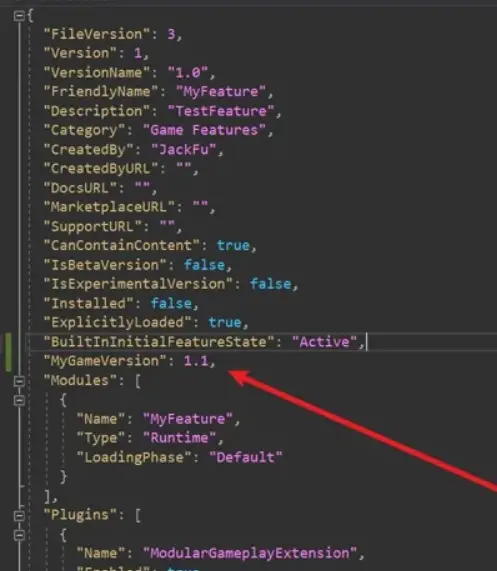 {
"FileVersion": 3,
"Version": 1,
"VersionName": "1.0",
"FriendlyName": "MyFeature",
"Description": "TestFeature",
"Category": "Game Features",
"CreatedBy": "JackFu",
"CreatedByURL": "",
"DocsURL": "",
"MarketplaceURL": "",
"SupportURL": "",
"CanContainContent": true,
"IsBetaVersion": false,
"IsExperimentalVersion": false,
"Installed": false,
"ExplicitlyLoaded": true,
"BuiltInInitialFeatureState": "Active",
"MyGameVersion": 1.1,
"Modules": [
{
"Name": "MyFeature",
"Type": "Runtime",
"LoadingPhase": "Default"
}
],
"Plugins": [
{
"Name": "ModularGameplayExtension",
"Enabled": true